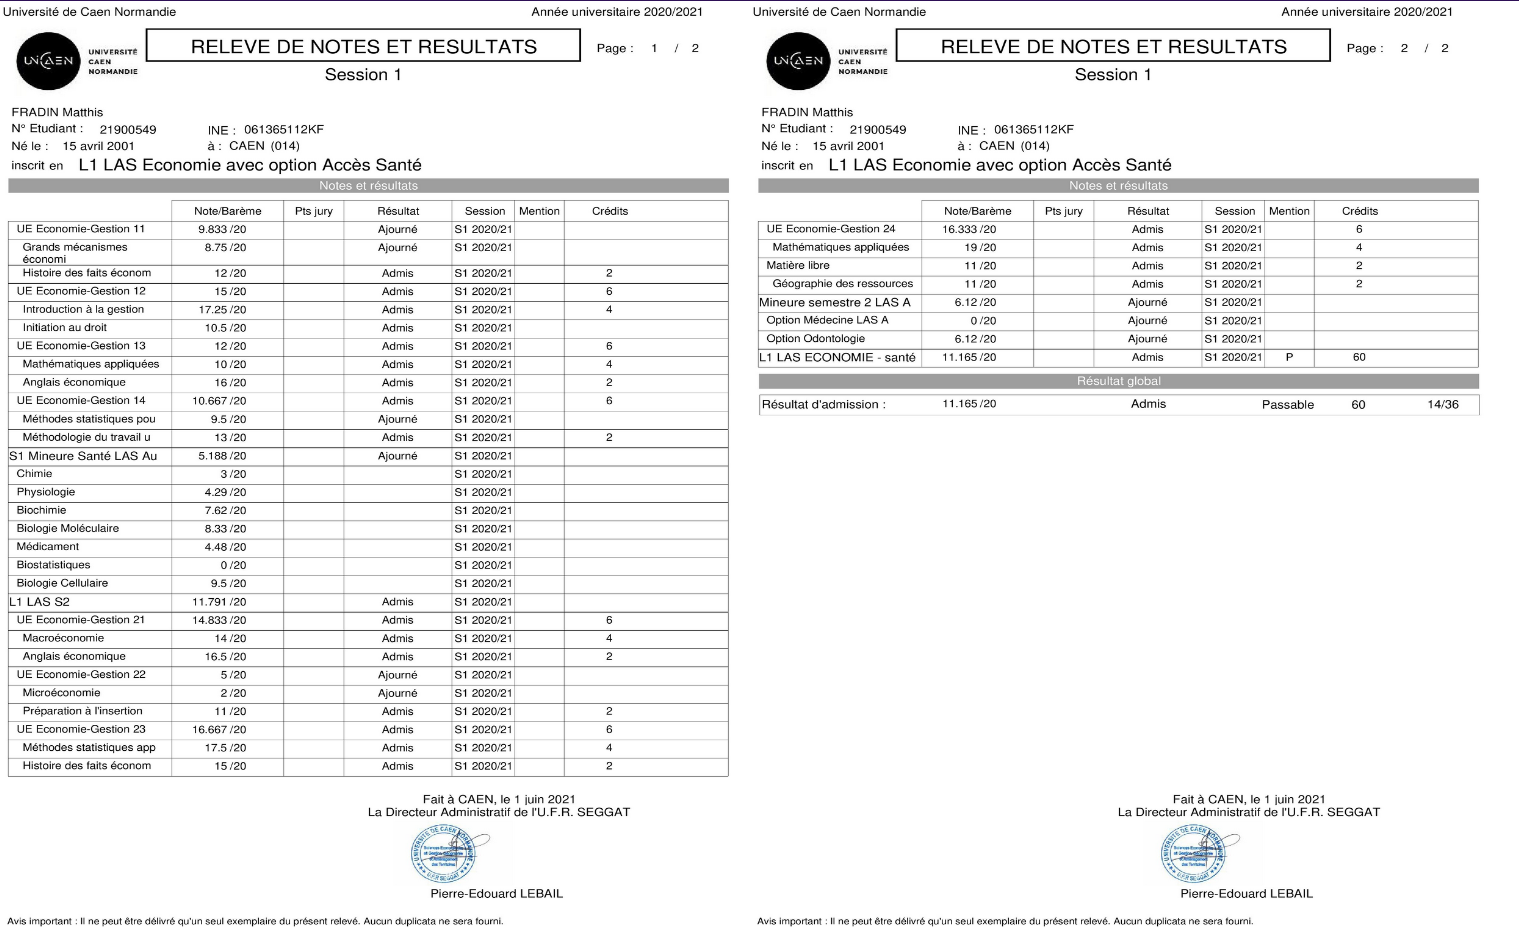 Université de Caen Normandie
Année universitaire 2020/2021
UNICAEN
UNIVERSITÉ
CAEN
NORMANDIE
RELEVE DE NOTES ET RESULTATS
Page : 1 / 2
Session 1
FRADIN Matthis
N° Etudiant : 21900549 INE : 061365112KF
Né le : 15 avril 2001 à : CAEN (014)
inscrit en L1 LAS Economie avec option Accès Santé
Notes et résultats
Note/Barème Pts jury Résultat Session Mention Crédits
UE Economie-Gestion 11 9.833 /20 Ajourné S1 2020/21
Grands mécanismes 8.75 /20 Ajourné S1 2020/21
économi
Histoire des faits économ 12 /20 Admis S1 2020/21 2
UE Economie-Gestion 12 15 /20 Admis S1 2020/21 6
Introduction à la gestion 17.25 /20 Admis S1 2020/21 4
Initiation au droit 10.5 /20 Admis S1 2020/21
UE Economie-Gestion 13 12 /20 Admis S1 2020/21 6
Mathématiques appliquées 10 /20 Admis S1 2020/21 4
Anglais économique 16 /20 Admis S1 2020/21 2
UE Economie-Gestion 14 10.667 /20 Admis S1 2020/21 6
Méthodes statistiques pou 9.5 /20 Ajourné S1 2020/21
Méthodologie du travail u 13 /20 Admis S1 2020/21 2
S1 Mineure Santé LAS Au 5.188 /20 Ajourné S1 2020/21
Chimie 3 /20 S1 2020/21
Physiologie 4.29 /20 S1 2020/21
Biochimie 7.62 /20 S1 2020/21
Biologie Moléculaire 8.33 /20 S1 2020/21
Médicament 4.48 /20 S1 2020/21
Biostatistiques 0 /20 S1 2020/21
Biologie Cellulaire 9.5 /20 S1 2020/21
L1 LAS S2 11.791 /20 Admis S1 2020/21
UE Economie-Gestion 21 14.833 /20 Admis S1 2020/21 6
Macroéconomie 14 /20 Admis S1 2020/21 4
Anglais économique 16.5 /20 Admis S1 2020/21 2
UE Economie-Gestion 22 5 /20 Ajourné S1 2020/21
Microéconomie 2 /20 Ajourné S1 2020/21
Préparation à l'insertion 11 /20 Admis S1 2020/21 2
UE Economie-Gestion 23 16.667 /20 Admis S1 2020/21 6
Méthodes statistiques app 17.5 /20 Admis S1 2020/21 4
Histoire des faits économ 15 /20 Admis S1 2020/21 2
Fait à CAEN, le 1 juin 2021
La Directeur Administratif de l'U.F.R. SEGGAT
UNIVERSITÉ DE CAEN NORMANDIE
U.F.R SEGGAT
Pierre-Edouard LEBAIL
Avis important : Il ne peut être délivré qu'un seul exemplaire du présent relevé. Aucun duplicata ne sera fourni.
Université de Caen Normandie
Année universitaire 2020/2021
UNICAEN
UNIVERSITÉ
CAEN
NORMANDIE
RELEVE DE NOTES ET RESULTATS
Page : 2 / 2
Session 1
FRADIN Matthis
N° Etudiant : 21900549 INE : 061365112KF
Né le : 15 avril 2001 à : CAEN (014)
inscrit en L1 LAS Economie avec option Accès Santé
Notes et résultats
Note/Barème Pts jury Résultat Session Mention Crédits
UE Economie-Gestion 24 16.333 /20 Admis S1 2020/21 6
Mathématiques appliquées 19 /20 Admis S1 2020/21 4
Matière libre 11 /20 Admis S1 2020/21 2
Géographie des ressources 11 /20 Admis S1 2020/21 2
Mineure semestre 2 LAS A 6.12 /20 Ajourné S1 2020/21
Option Médecine LAS A 0 /20 Ajourné S1 2020/21
Option Odontologie 6.12 /20 Ajourné S1 2020/21
L1 LAS ECONOMIE - santé 11.165 /20 Admis S1 2020/21 P 60
Résultat global
Résultat d'admission : 11.165 /20 Admis Passable 60 14/36
Fait à CAEN, le 1 juin 2021
La Directeur Administratif de l'U.F.R. SEGGAT
UNIVERSITÉ DE CAEN NORMANDIE
U.F.R SEGGAT
Pierre-Edouard LEBAIL
Avis important : Il ne peut être délivré qu'un seul exemplaire du présent relevé. Aucun duplicata ne sera fourni.